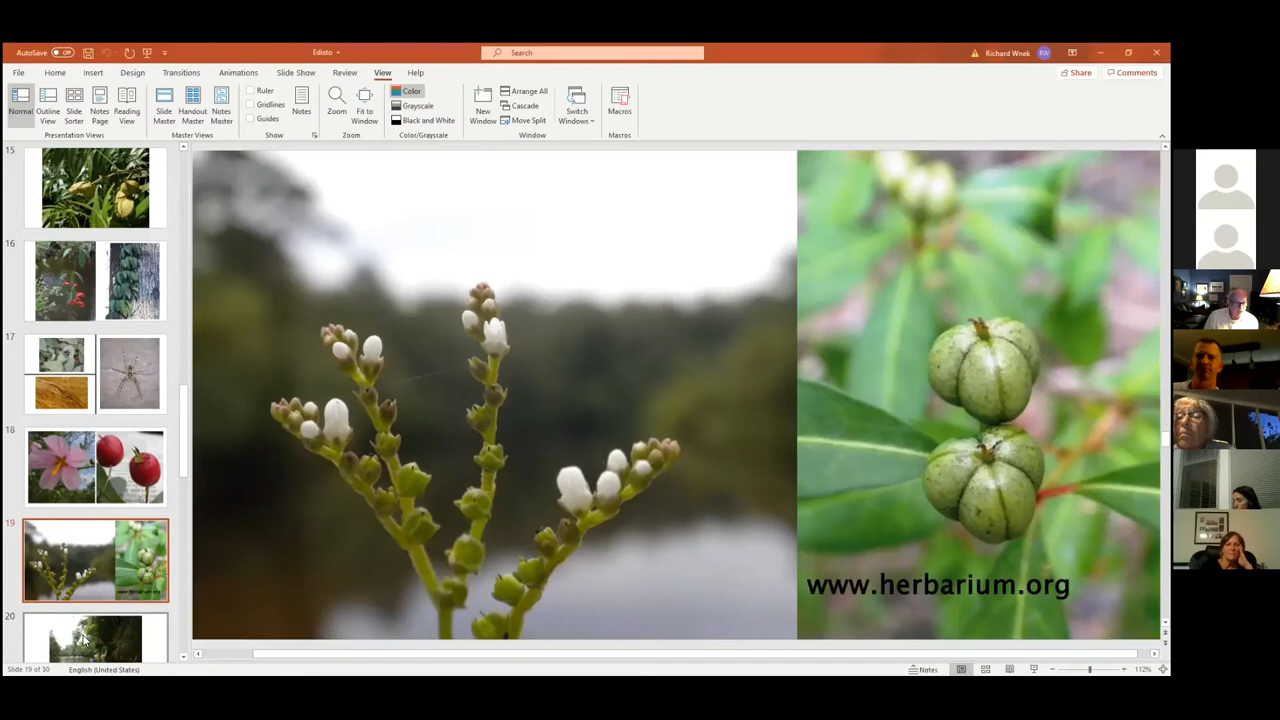 AutoSave Off
Edisto
Search
Richard Wnek RW
File Home Insert Design Transitions Animations Slide Show Review View Help
Share Comments
Normal
Outline View
Slide Sorter
Notes Page
Reading View
Presentation Views
Slide Master
Handout Master
Notes Master
Master Views
Ruler
Gridlines
Guides
Show
Notes
Zoom
Fit to Window
Zoom
Color
Grayscale
Black and White
Color/Grayscale
New Window
Arrange All
Cascade
Move Split
Window
Switch Windows
Macros
Macros
15
16
17
18
19
20
www.herbarium.org
Slide 19 of 30 English (United States)
Notes
112%